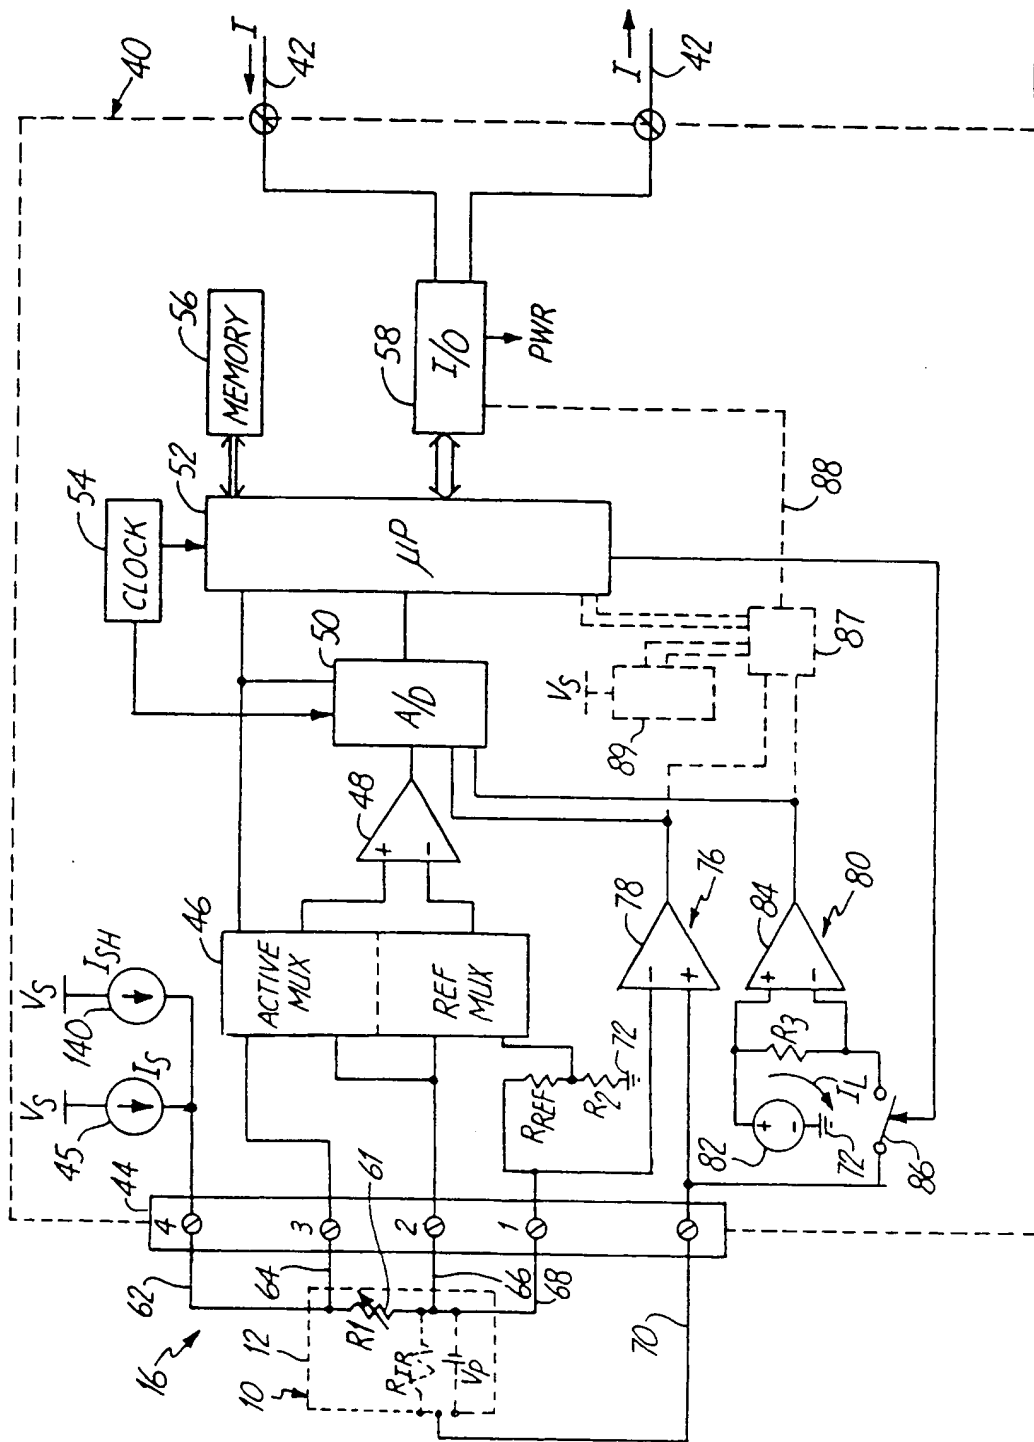 40
I
42
I
42
54
CLOCK
52
56
MEMORY
μP
58
I/O
PWR
50
A/D
48
+
−
46
ACTIVE
MUX
REF
MUX
VS
140
ISH
VS
45
IS
44
4
3
2
1
62
64
61
66
68
16
10
12
R1
RIR
VP
70
RREF
R2
72
78
−
+
76
84
+
−
80
R3
82
+
−
72
IL
86
VS
89
87
88